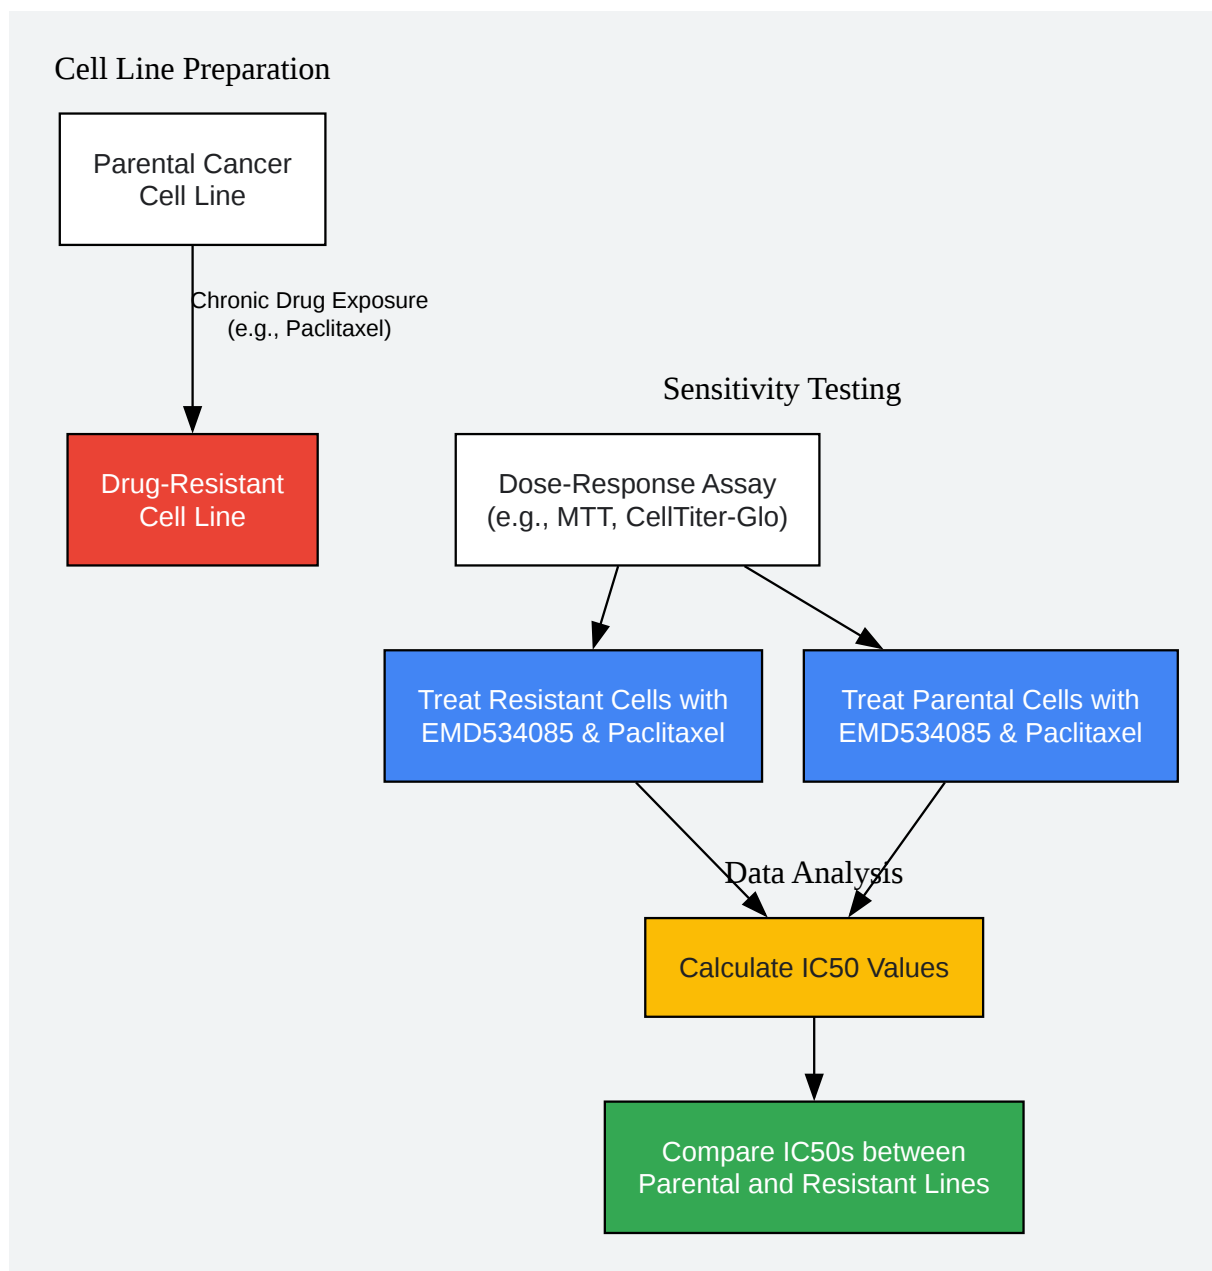 Cell Line Preparation
Parental Cancer
Cell Line
Chronic Drug Exposure
(e.g., Paclitaxel)
Drug-Resistant
Cell Line
Sensitivity Testing
Dose-Response Assay
(e.g., MTT, CellTiter-Glo)
Treat Resistant Cells with
EMD534085 & Paclitaxel
Treat Parental Cells with
EMD534085 & Paclitaxel
Data Analysis
Calculate IC50 Values
Compare IC50s between
Parental and Resistant Lines